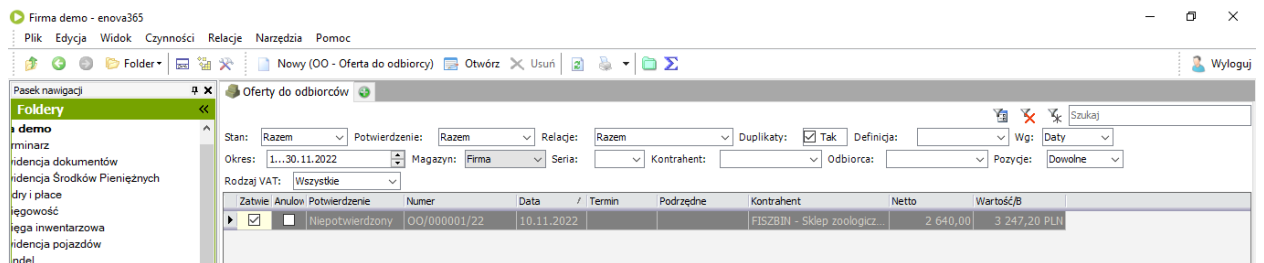 Firma demo - enova365
Plik Edycja Widok Czynności Relacje Narzędzia Pomoc
Folder Nowy (OO - Oferta do odbiorcy) Otwórz Usuń Wyloguj
Pasek nawigacji Oferty do odbiorców
Foldery
Szukaj
demo
Stan: Razem Potwierdzenie: Razem Relacje: Razem Duplikaty: Tak Definicja: Wg: Daty
rminarz
Okres: 1...30.11.2022 Magazyn: Firma Seria: Kontrahent: Odbiorca: Pozycje: Dowolne
widencja dokumentów
widencja Środków Pieniężnych
Rodzaj VAT: Wszystkie
dry i płace
Zatwie Anulow Potwierdzenie Numer Data / Termin Podrzędne Kontrahent Netto Wartość/B
ięgowość
Niepotwierdzony OO/000001/22 10.11.2022 FISZBIN - Sklep zoologicz... 2 640,00 3 247,20 PLN
ięga inwentarzowa
widencja pojazdów
ndel